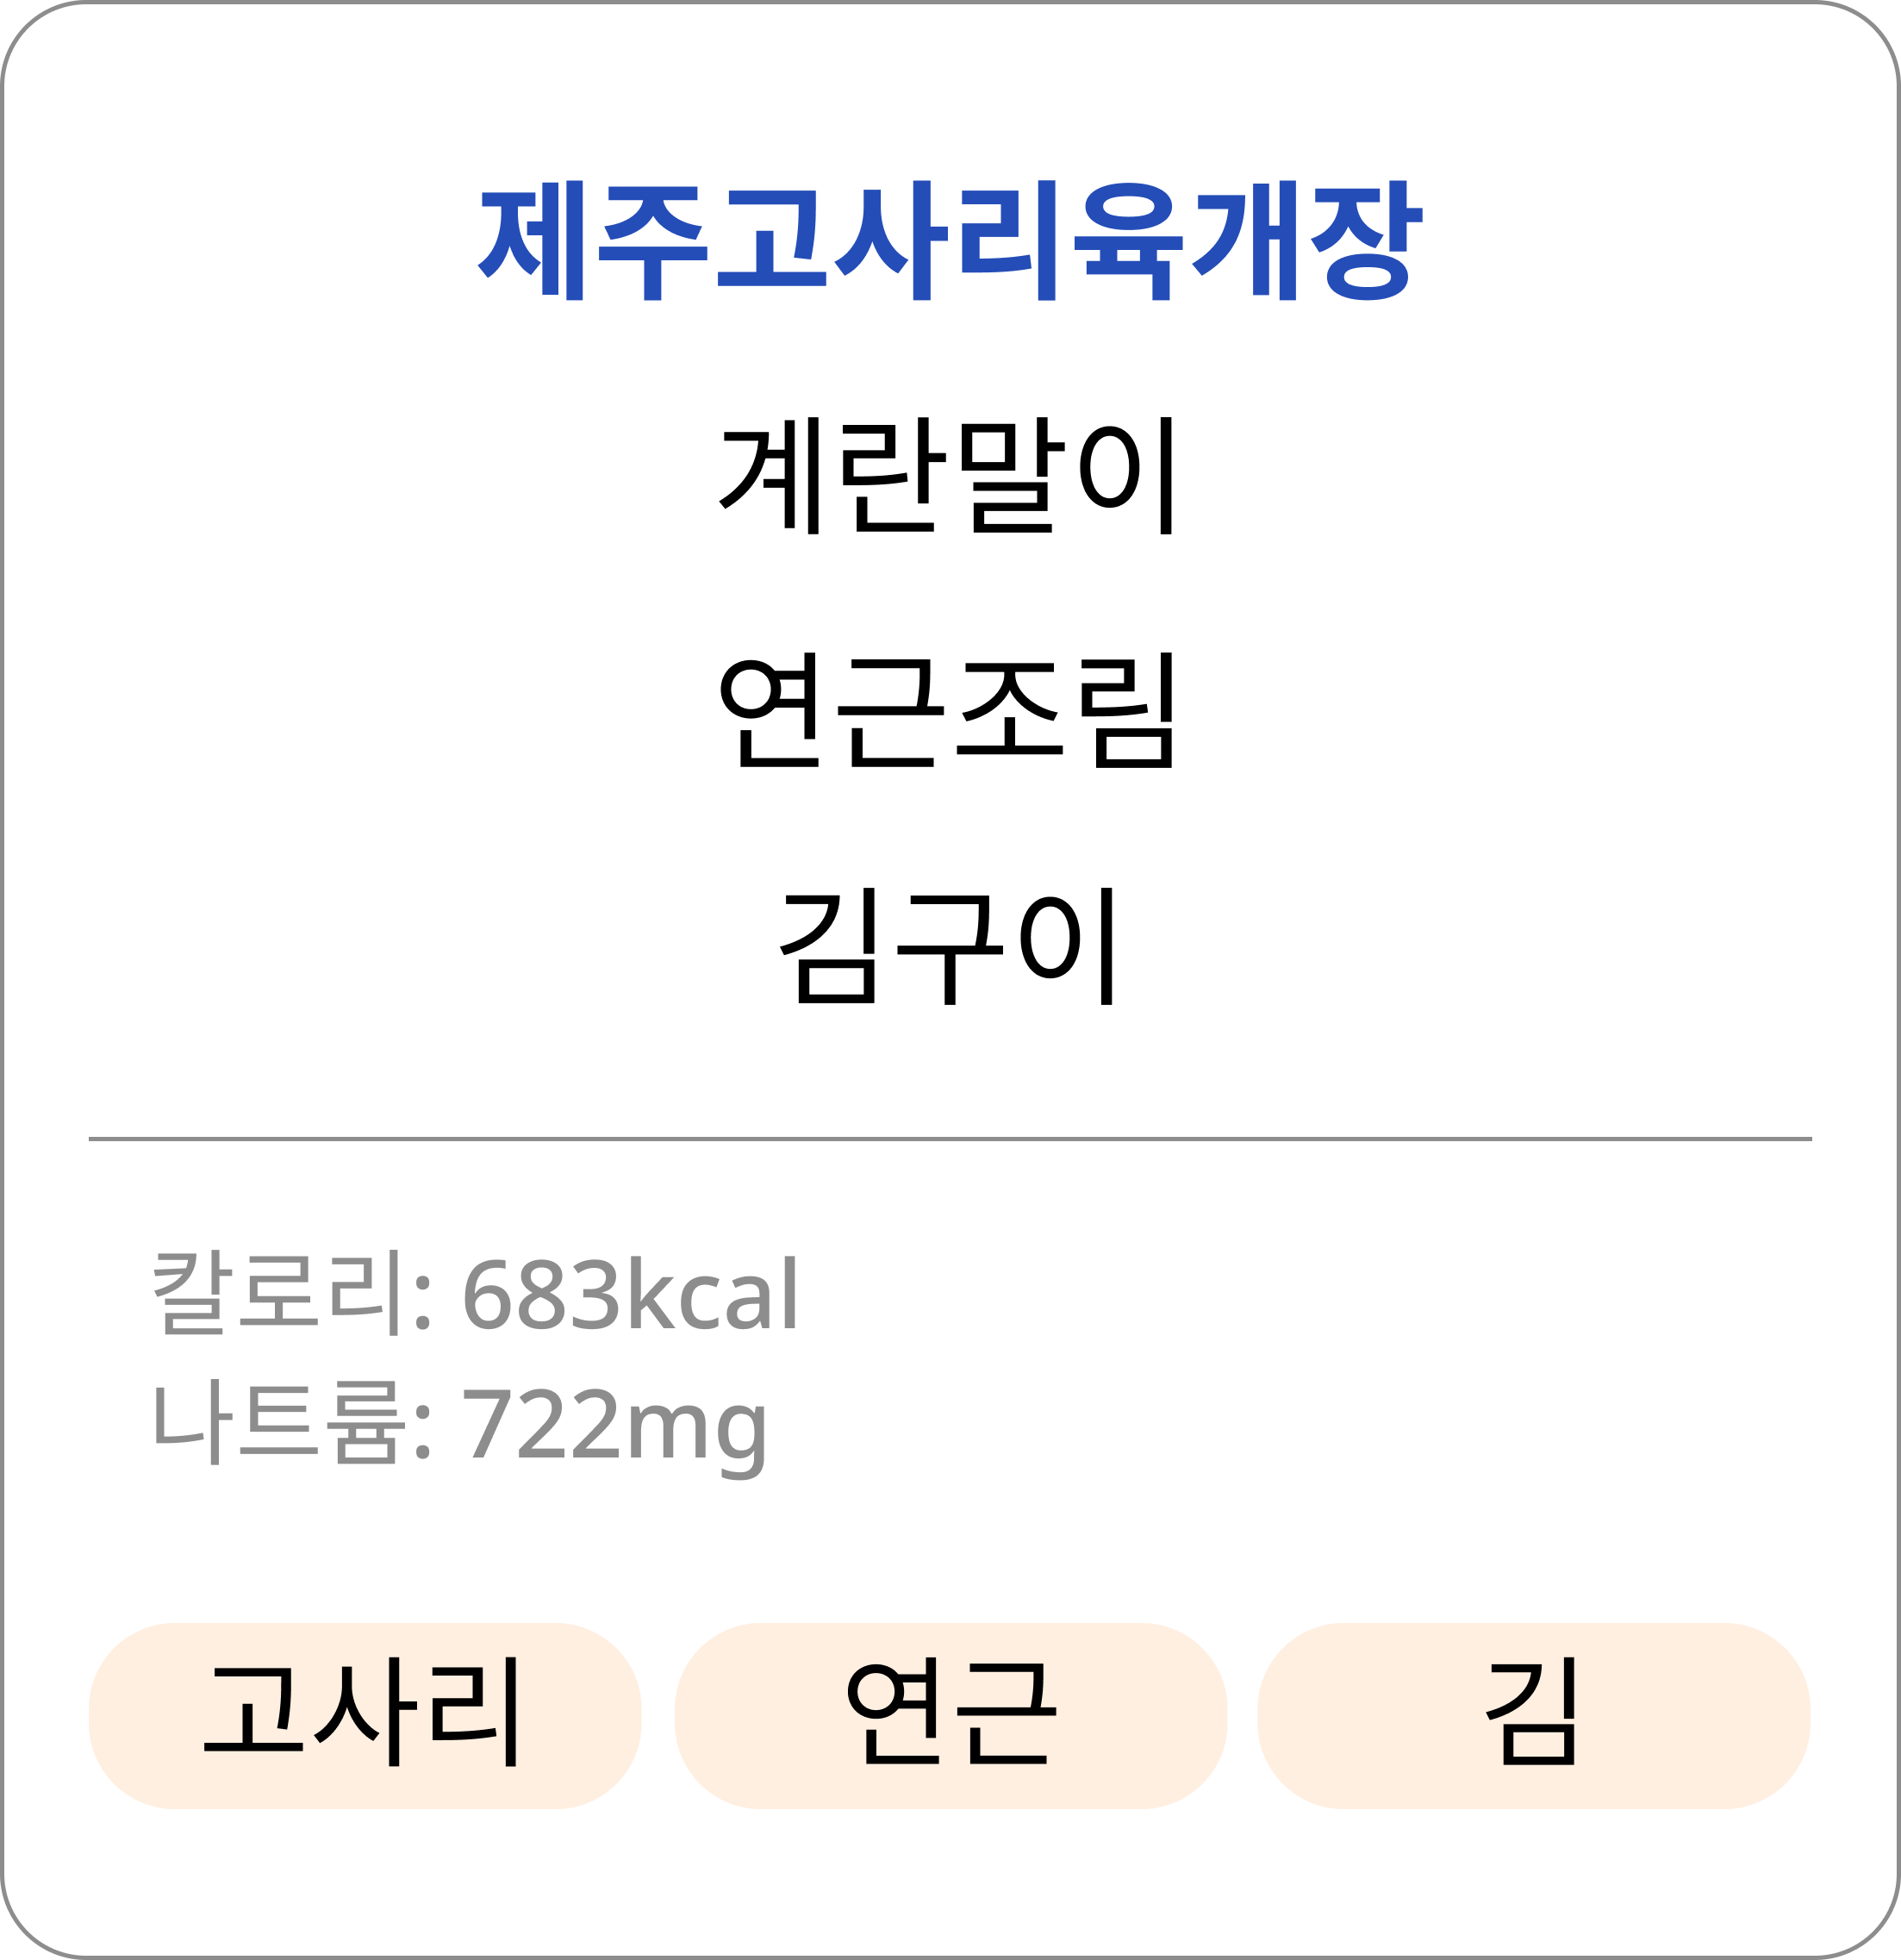 제주고사리육개장
계란말이
연근조림
김구이
칼로리: 683kcal
나트륨: 722mg
고사리 연근 김